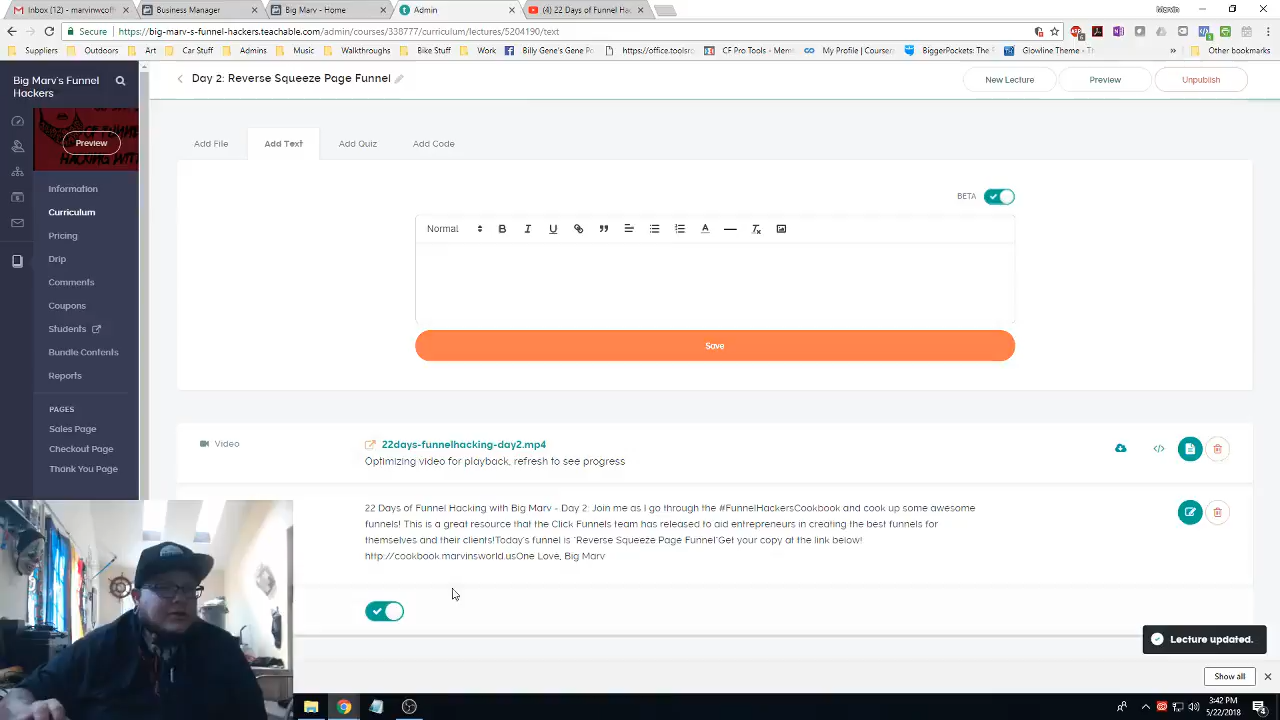 Inbox (12) - marvinsworl
Business Manager
Big Marv - Home
Admin
(4) 22 Days of Funnel Hac
Marvin
Secure
https://big-marv-s-funnel-hackers.teachable.com/admin/courses/338777/curriculum/lectures/5204190/text
Suppliers
Outdoors
Art
Car Stuff
Admins
Music
Walkthroughs
Bike Stuff
Work
Billy Gene's Gene Po
https://office.toolsro
CF Pro Tools - Mem
My Profile | Course
BiggerPockets: The
Glowline Theme - Ti
Other bookmarks
Big Marv's Funnel
Hackers
Day 2: Reverse Squeeze Page Funnel
New Lecture
Preview
Unpublish
Preview
Information
Curriculum
Pricing
Drip
Comments
Coupons
Students
Bundle Contents
Reports
PAGES
Sales Page
Checkout Page
Thank You Page
Add File
Add Text
Add Quiz
Add Code
BETA
Normal
B I U
Save
Video
22days-funnelhacking-day2.mp4
Optimizing video for playback, refresh to see progress
22 Days of Funnel Hacking with Big Marv - Day 2: Join me as I go through the #FunnelHackersCookbook and cook up some awesome
funnels! This is a great resource that the Click Funnels team has released to aid entrepreneurs in creating the best funnels for
themselves and their clients!Today's funnel is "Reverse Squeeze Page Funnel"Get your copy at the link below!
http://cookbook.marvinsworld.usOne Love, Big Marv
Lecture updated.
Show all
3:42 PM
5/22/2018